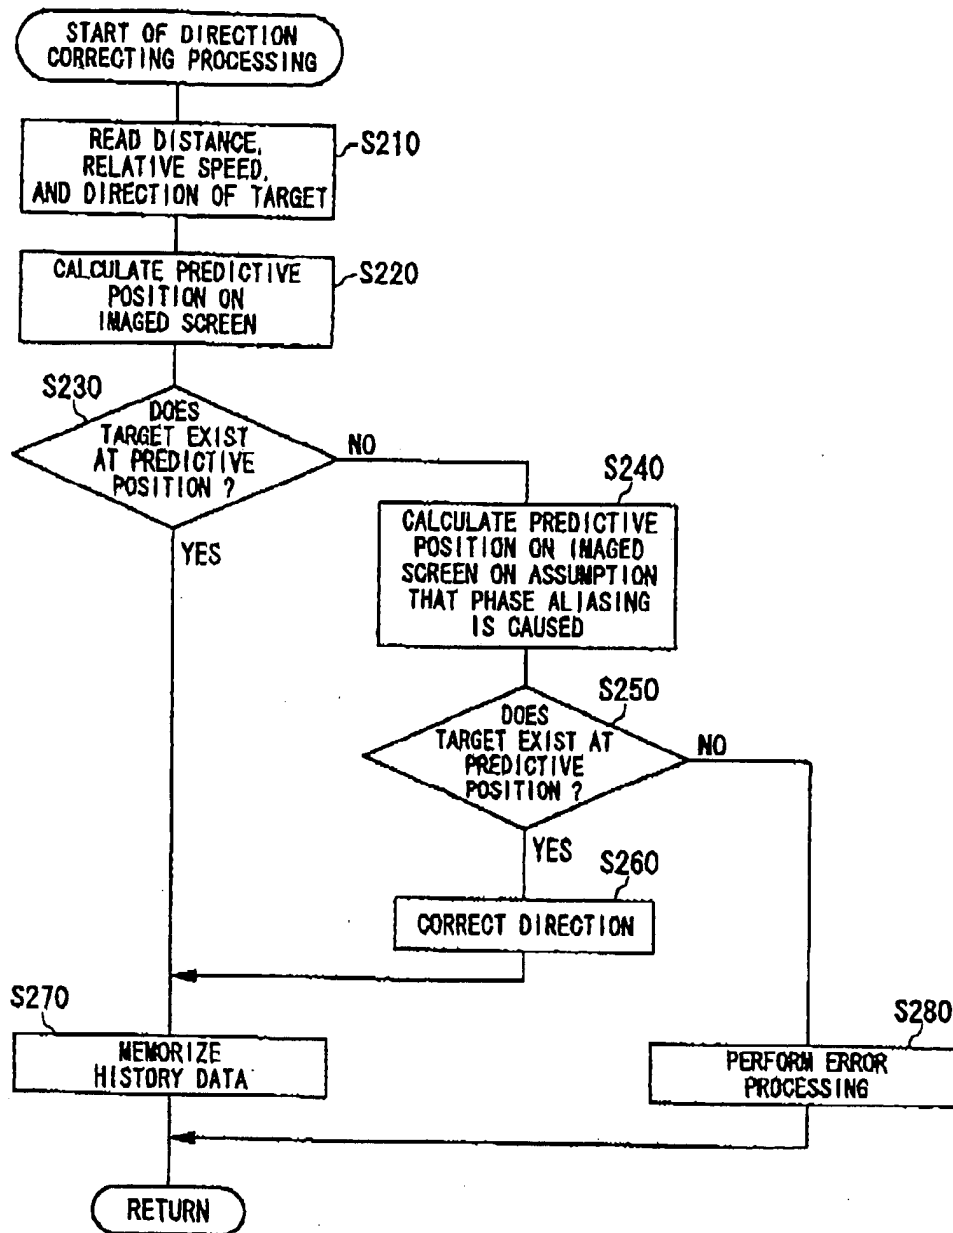 START OF DIRECTION
CORRECTING PROCESSING
READ DISTANCE,
RELATIVE SPEED,
AND DIRECTION OF TARGET
S210
CALCULATE PREDICTIVE
POSITION ON
IMAGED SCREEN
S220
S230
DOES
TARGET EXIST
AT PREDICTIVE
POSITION ?
NO
YES
S240
CALCULATE PREDICTIVE
POSITION ON IMAGED
SCREEN ON ASSUMPTION
THAT PHASE ALIASING
IS CAUSED
S250
DOES
TARGET EXIST AT
PREDICTIVE
POSITION ?
NO
YES
S260
CORRECT DIRECTION
S270
MEMORIZE
HISTORY DATA
S280
PERFORM ERROR
PROCESSING
RETURN